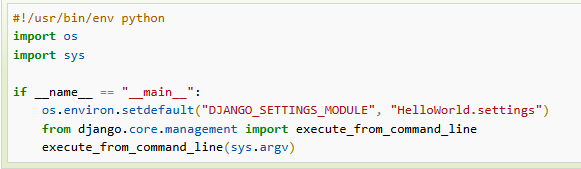 #!/usr/bin/env python
import os
import sys

if __name__ == "__main__":
    os.environ.setdefault("DJANGO_SETTINGS_MODULE", "HelloWorld.settings")
    from django.core.management import execute_from_command_line
    execute_from_command_line(sys.argv)